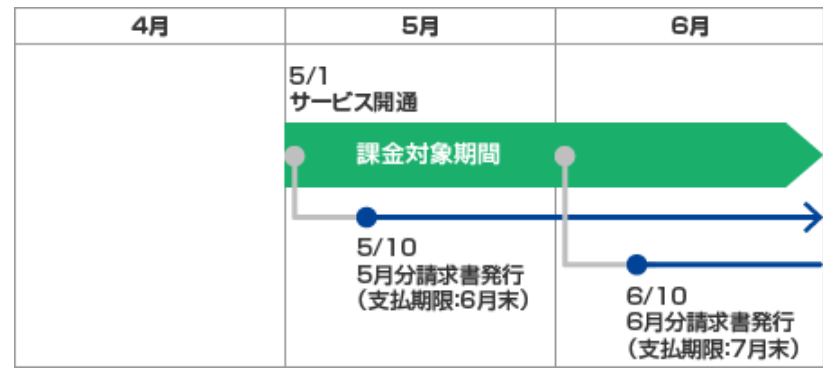 4月
5月
6月
5/1
サービス開通
課金対象期間
5/10
5月分請求書発行
（支払期限:6月末）
6/10
6月分請求書発行
（支払期限:7月末）